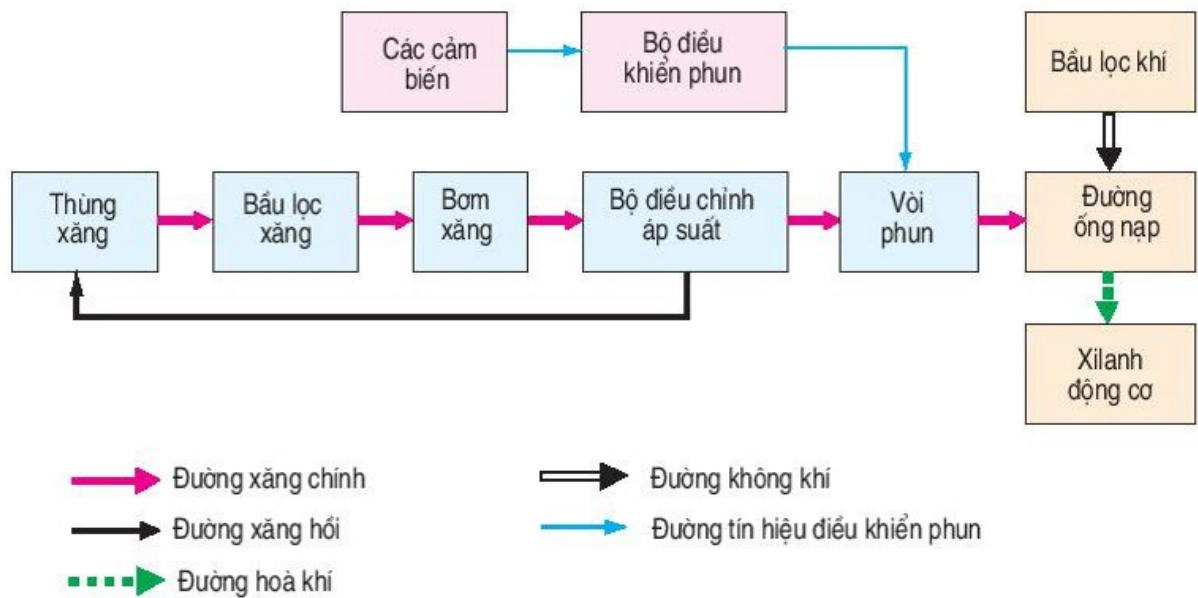 Các cảm
biến
Bộ điều
khiển phun
Bầu lọc khí
Thùng
xăng
Bầu lọc
xăng
Bơm
xăng
Bộ điều chỉnh
áp suất
Vòi
phun
Đường
ống nạp
Xilanh
động cơ
Đường xăng chính
Đường không khí
Đường xăng hồi
Đường tín hiệu điều khiển phun
Đường hoà khí